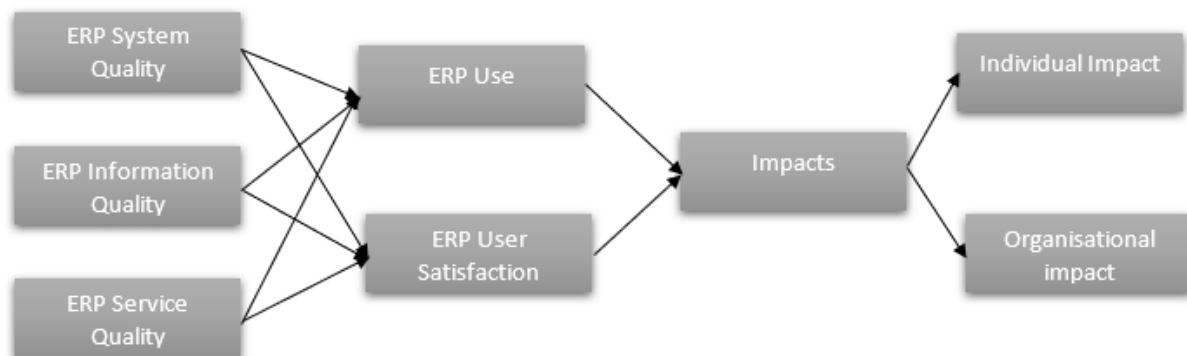 ERP System
Quality
ERP Information
Quality
ERP Service
Quality
ERP Use
ERP User
Satisfaction
Impacts
Individual Impact
Organisational
impact